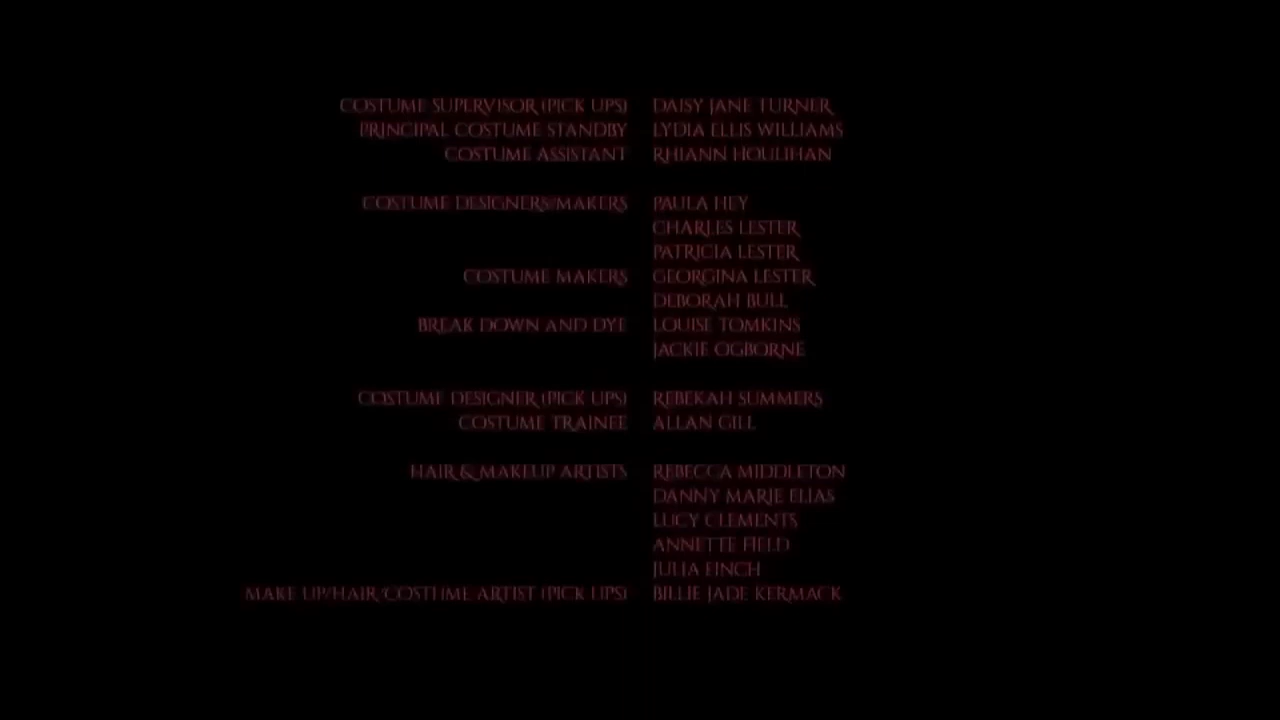 COSTUME SUPERVISOR (PICK UPS) DAISY JANE TURNER
PRINCIPAL COSTUME STANDBY LYDIA ELLIS WILLIAMS
COSTUME ASSISTANT RHIANN HOULIHAN
COSTUME DESIGNERS/MAKERS PAULA HEY
CHARLES LESTER
PATRICIA LESTER
COSTUME MAKERS GEORGINA LESTER
DEBORAH BULL
BREAK DOWN AND DYE LOUISE TOMKINS
JACKIE OGBORNE
COSTUME DESIGNER (PICK UPS) REBEKAH SUMMERS
COSTUME TRAINEE ALLAN GILL
HAIR & MAKEUP ARTISTS REBECCA MIDDLETON
DANNY MARIE ELIAS
LUCY CLEMENTS
ANNETTE FIELD
JULIA FINCH
MAKE UP/HAIR/COSTUME ARTIST (PICK UPS) BILLIE JADE KERMACK